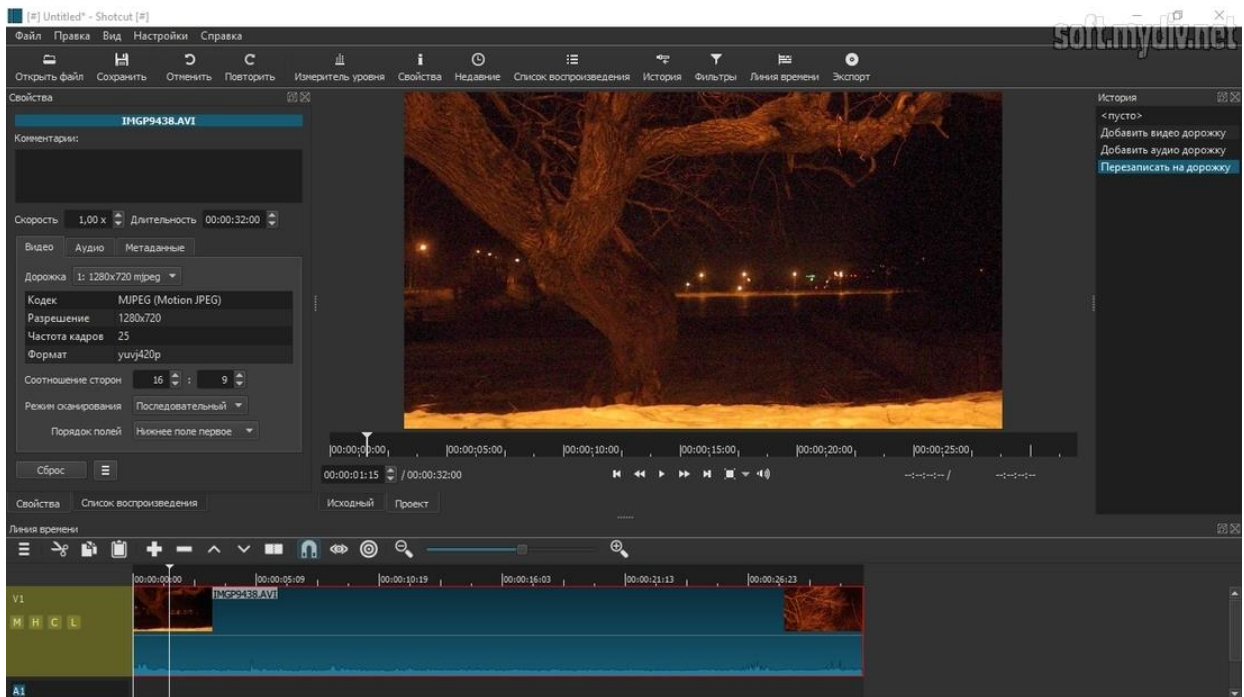 [#] Untitled* - Shotcut [#]
soft.mydiv.net
Файл Правка Вид Настройки Справка
Открыть файл Сохранить Отменить Повторить Измеритель уровня Свойства Недавние Список воспроизведения История Фильтры Линия времени Экспорт
Свойства
IMGP9438.AVI
Комментарии:
Скорость 1,00 x Длительность 00:00:32:00
Видео Аудио Метаданные
Дорожка 1: 1280x720 mjpeg
Кодек MJPEG (Motion JPEG)
Разрешение 1280x720
Частота кадров 25
Формат yuvj420p
Соотношение сторон 16 : 9
Режим сканирования Последовательный
Порядок полей Нижнее поле первое
Сброс
Свойства Список воспроизведения
00:00:00:00 00:00:05:00 00:00:10:00 00:00:15:00 00:00:20:00 00:00:25:00
00:00:01:15 / 00:00:32:00 --:--:--:-- / --:--:--:--
Исходный Проект
История
<пусто>
Добавить видео дорожку
Добавить аудио дорожку
Перезаписать на дорожку
Линия времени
00:00:00:00 00:00:05:09 00:00:10:19 00:00:16:03 00:00:21:13 00:00:26:23
V1
IMGP9438.AVI
M H C L
A1